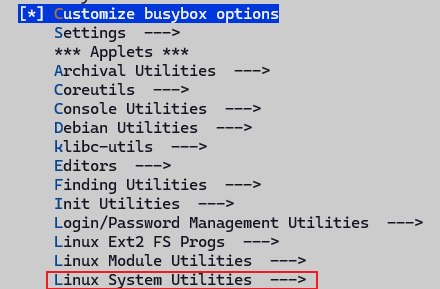 [*] Customize busybox options
Settings  --->
*** Applets ***
Archival Utilities  --->
Coreutils  --->
Console Utilities  --->
Debian Utilities  --->
klibc-utils  --->
Editors  --->
Finding Utilities  --->
Init Utilities  --->
Login/Password Management Utilities  --->
Linux Ext2 FS Progs  --->
Linux Module Utilities  --->
Linux System Utilities  --->